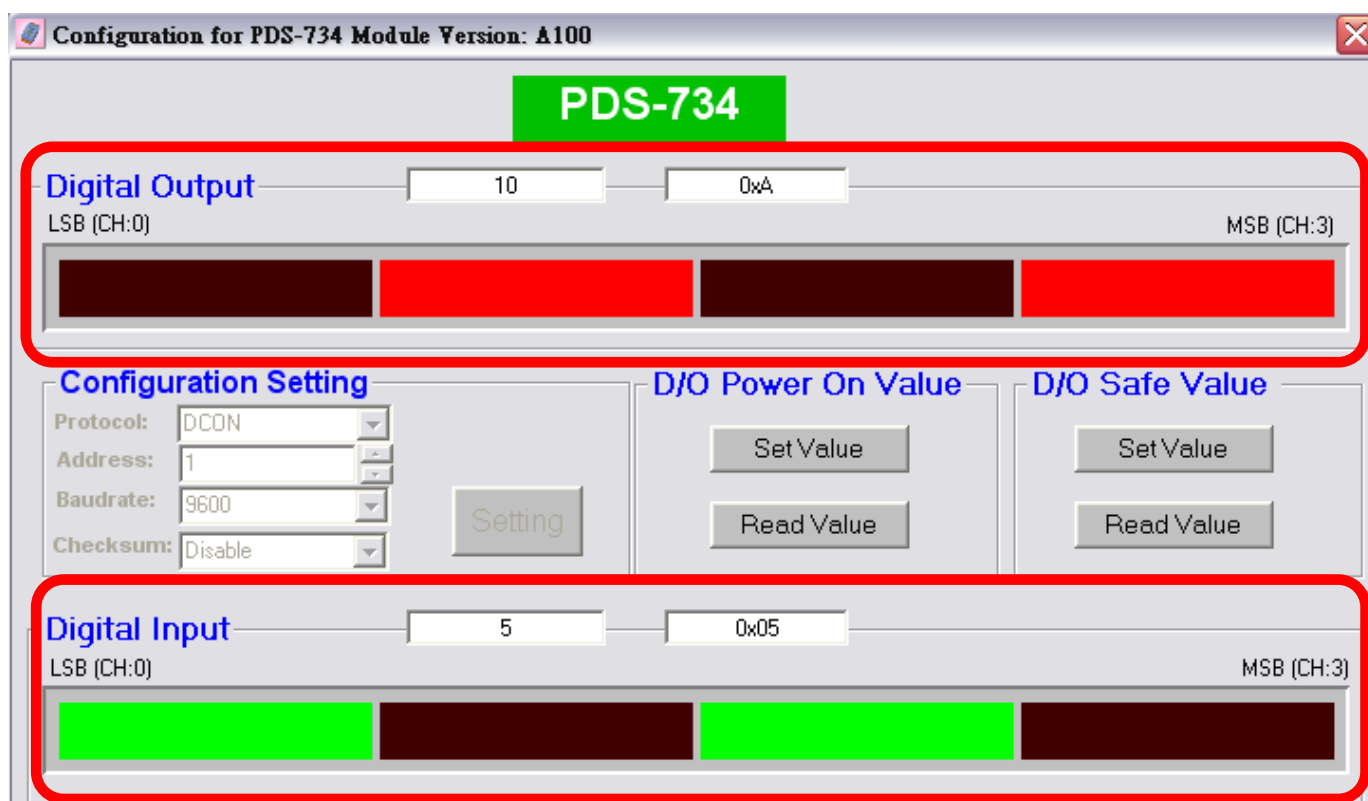 Configuration for PDS-734 Module Version: A100
PDS-734
Digital Output 10 0xA
LSB (CH:0) MSB (CH:3)
Configuration Setting
Protocol: DCON
Address: 1
Baudrate: 9600
Checksum: Disable
Setting
D/O Power On Value
Set Value
Read Value
D/O Safe Value
Set Value
Read Value
Digital Input 5 0x05
LSB (CH:0) MSB (CH:3)